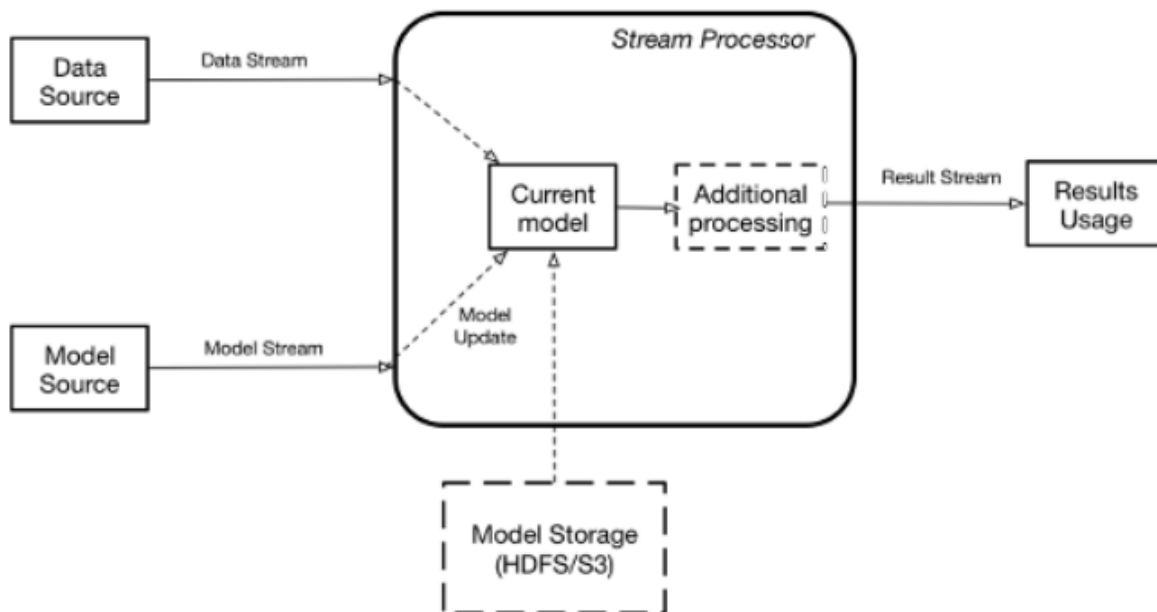 Stream Processor
Data
Source
Data Stream
Current
model
Additional
processing
Result Stream
Results
Usage
Model
Update
Model
Source
Model Stream
Model Storage
(HDFS/S3)